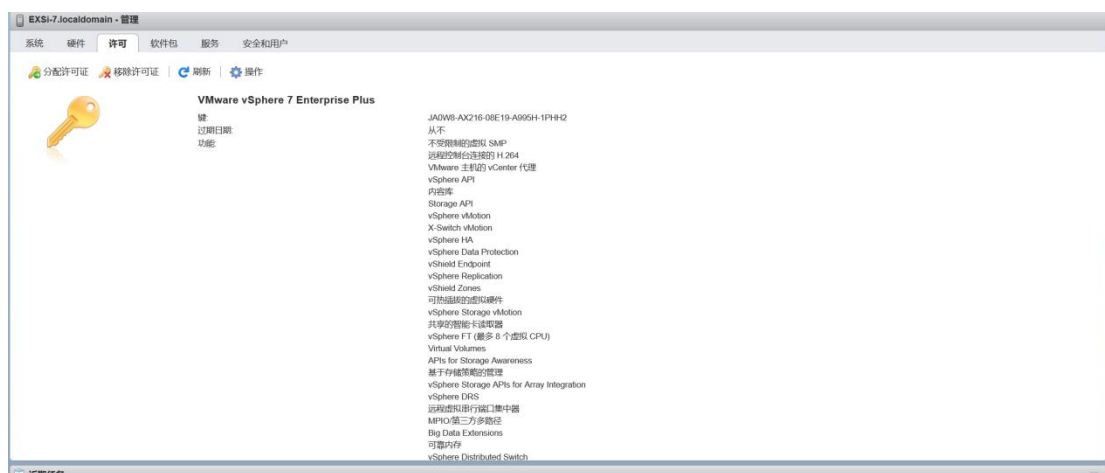 EXSi-7.localdomain - 管理
系统 硬件 许可 软件包 服务 安全和用户
分配许可证 移除许可证 刷新 操作
VMware vSphere 7 Enterprise Plus
键: JA0W8-AX216-08E19-A995H-1PHH2
过期日期: 从不
功能: 不受限制的虚拟 SMP
远程控制台连接的 H.264
VMware 主机的 vCenter 代理
vSphere API
内容库
Storage API
vSphere vMotion
X-Switch vMotion
vSphere HA
vSphere Data Protection
vShield Endpoint
vSphere Replication
vShield Zones
可热插拔的虚拟硬件
vSphere Storage vMotion
共享的智能卡读取器
vSphere FT (最多 8 个虚拟 CPU)
Virtual Volumes
APIs for Storage Awareness
基于存储策略的管理
vSphere Storage APIs for Array Integration
vSphere DRS
远程虚拟串行端口集中器
MPIO/第三方多路径
Big Data Extensions
可靠内存
vSphere Distributed Switch